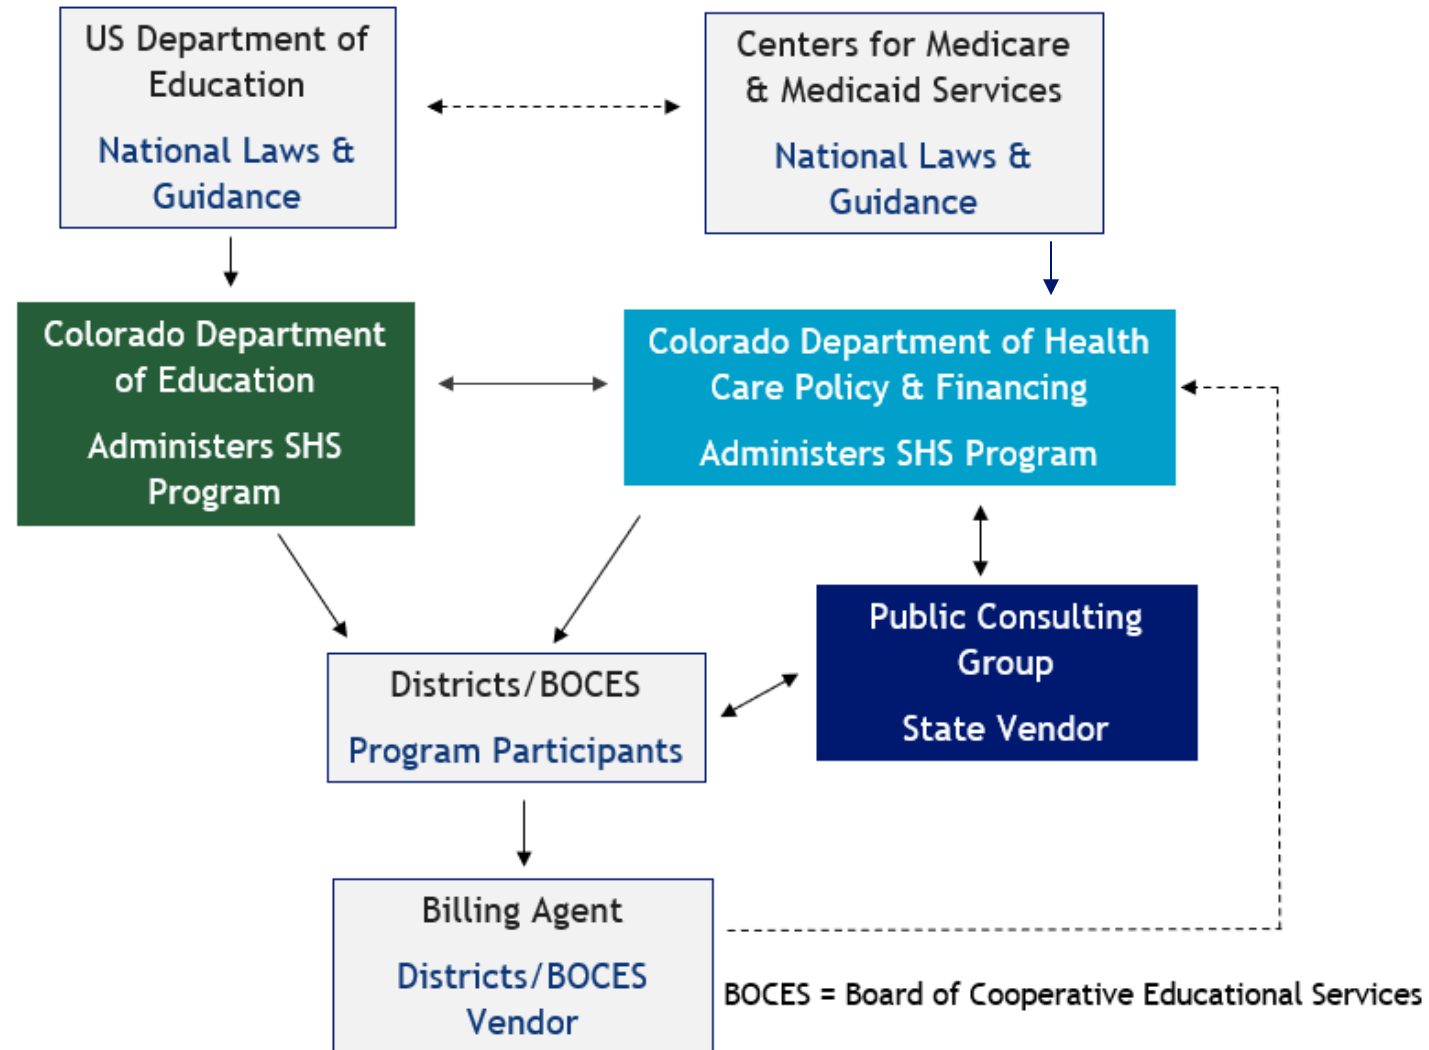 US Department of
Education
National Laws &
Guidance
Centers for Medicare
& Medicaid Services
National Laws &
Guidance
Colorado Department
of Education
Administers SHS
Program
Colorado Department of Health
Care Policy & Financing
Administers SHS Program
Public Consulting
Group
State Vendor
Districts/BOCES
Program Participants
Billing Agent
Districts/BOCES
Vendor
BOCES = Board of Cooperative Educational Services